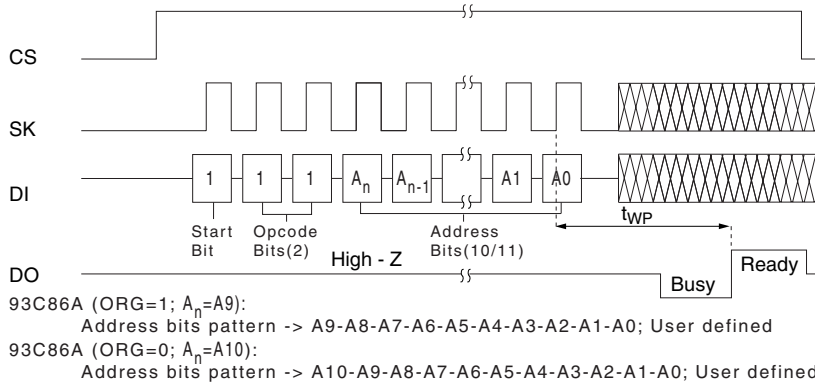 CS
SK
DI
1 1 1 An An-1 A1 A0
tWP
Start Bit
Opcode Bits(2)
Address Bits(10/11)
High - Z
DO
Busy
Ready
93C86A (ORG=1; An=A9):
Address bits pattern -> A9-A8-A7-A6-A5-A4-A3-A2-A1-A0; User defined
93C86A (ORG=0; An=A10):
Address bits pattern -> A10-A9-A8-A7-A6-A5-A4-A3-A2-A1-A0; User defined